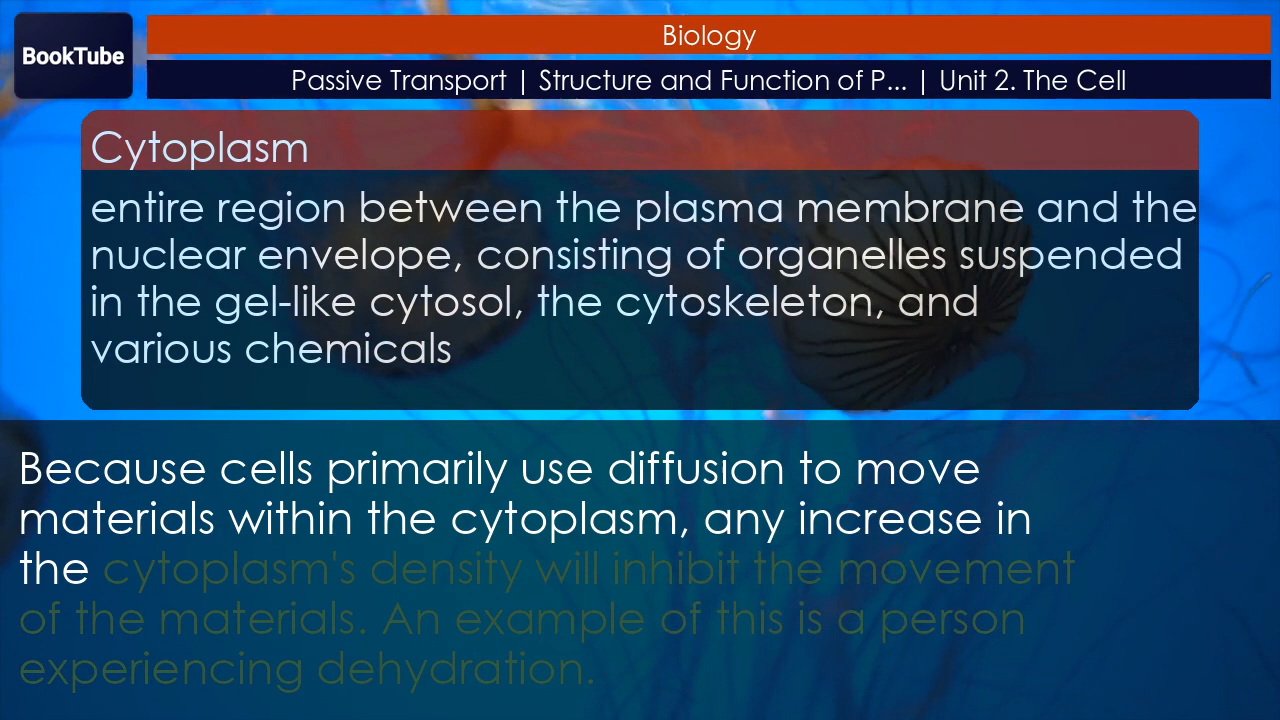 BookTube
Biology
Passive Transport | Structure and Function of P... | Unit 2. The Cell
Cytoplasm
entire region between the plasma membrane and the
nuclear envelope, consisting of organelles suspended
in the gel-like cytosol, the cytoskeleton, and
various chemicals
Because cells primarily use diffusion to move
materials within the cytoplasm, any increase in
the cytoplasm's density will inhibit the movement
of the materials. An example of this is a person
experiencing dehydration.